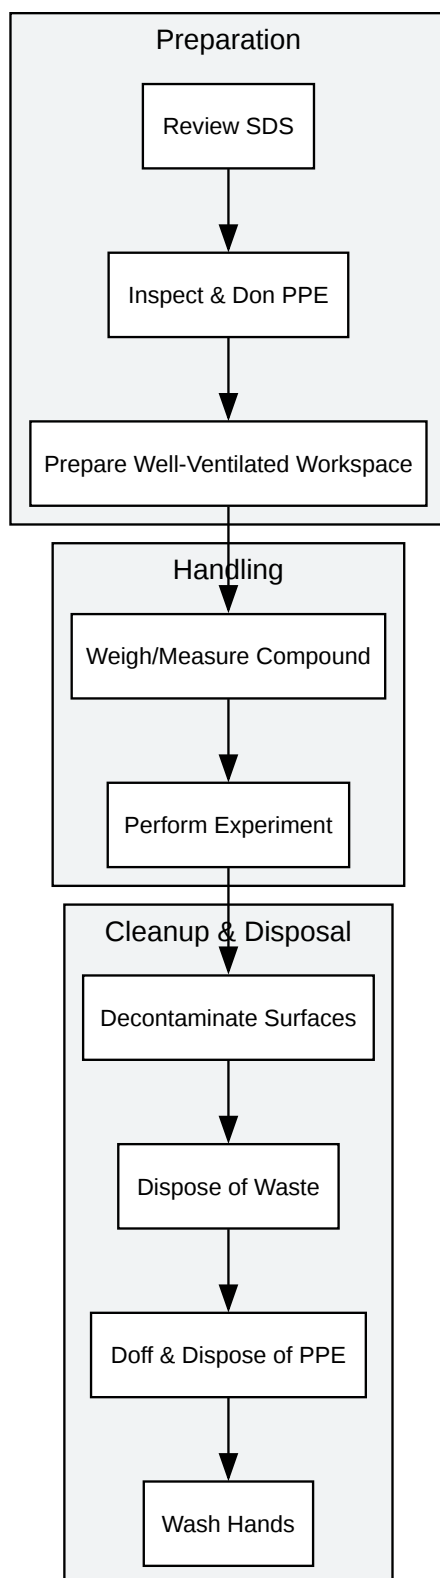 Preparation
Review SDS
Inspect & Don PPE
Prepare Well-Ventilated Workspace
Handling
Weigh/Measure Compound
Perform Experiment
Cleanup & Disposal
Decontaminate Surfaces
Dispose of Waste
Doff & Dispose of PPE
Wash Hands